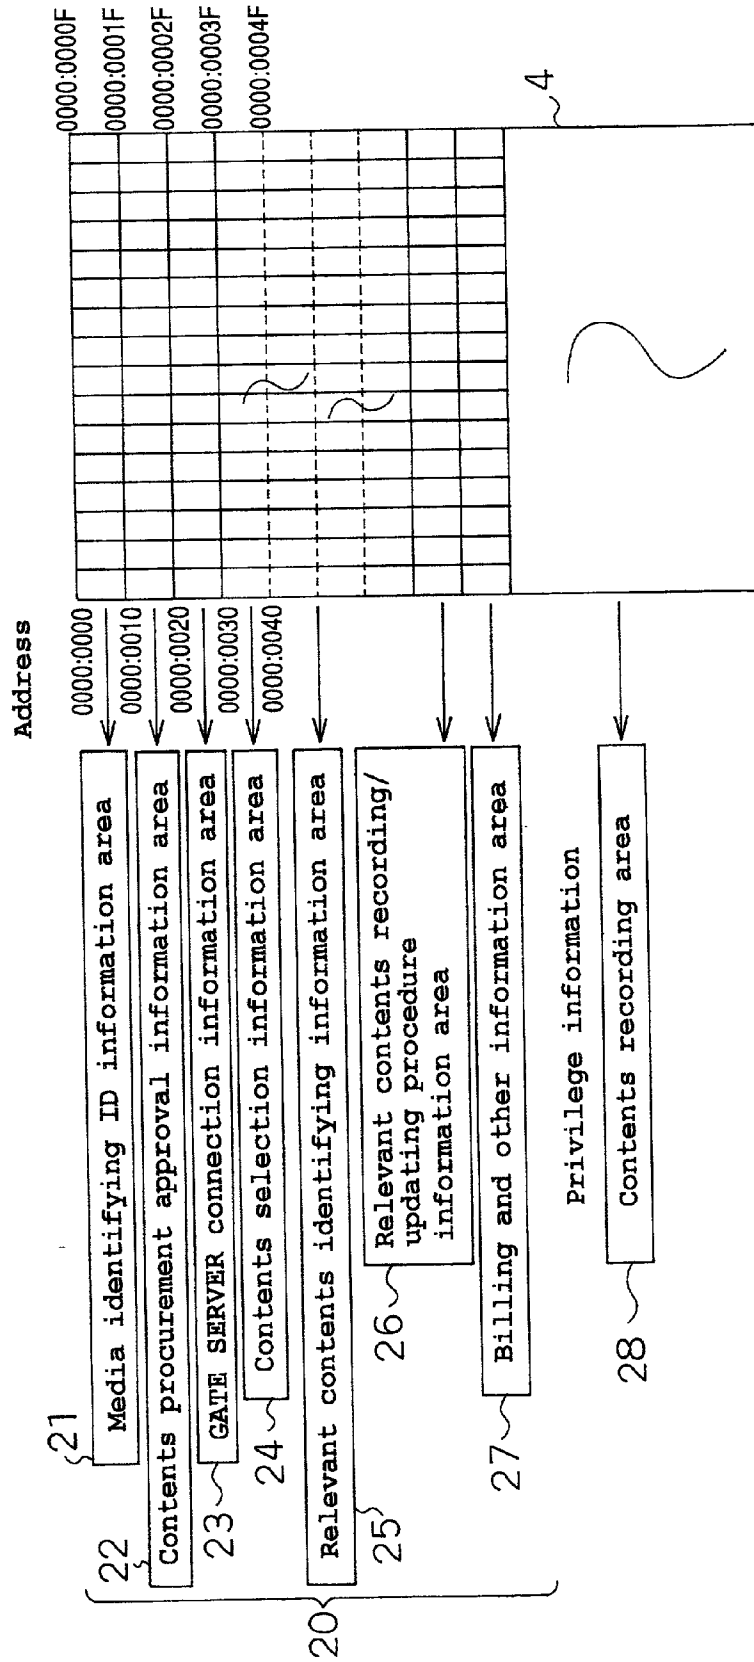 Address
0000:0000
0000:0010
0000:0020
0000:0030
0000:0040
0000:0000F
0000:0001F
0000:0002F
0000:0003F
0000:0004F
4
20
21
Media identifying ID information area
22
Contents procurement approval information area
23
GATE SERVER connection information area
24
Contents selection information area
25
Relevant contents identifying information area
26
Relevant contents recording/
updating procedure
information area
27
Billing and other information area
Privilege information
28
Contents recording area